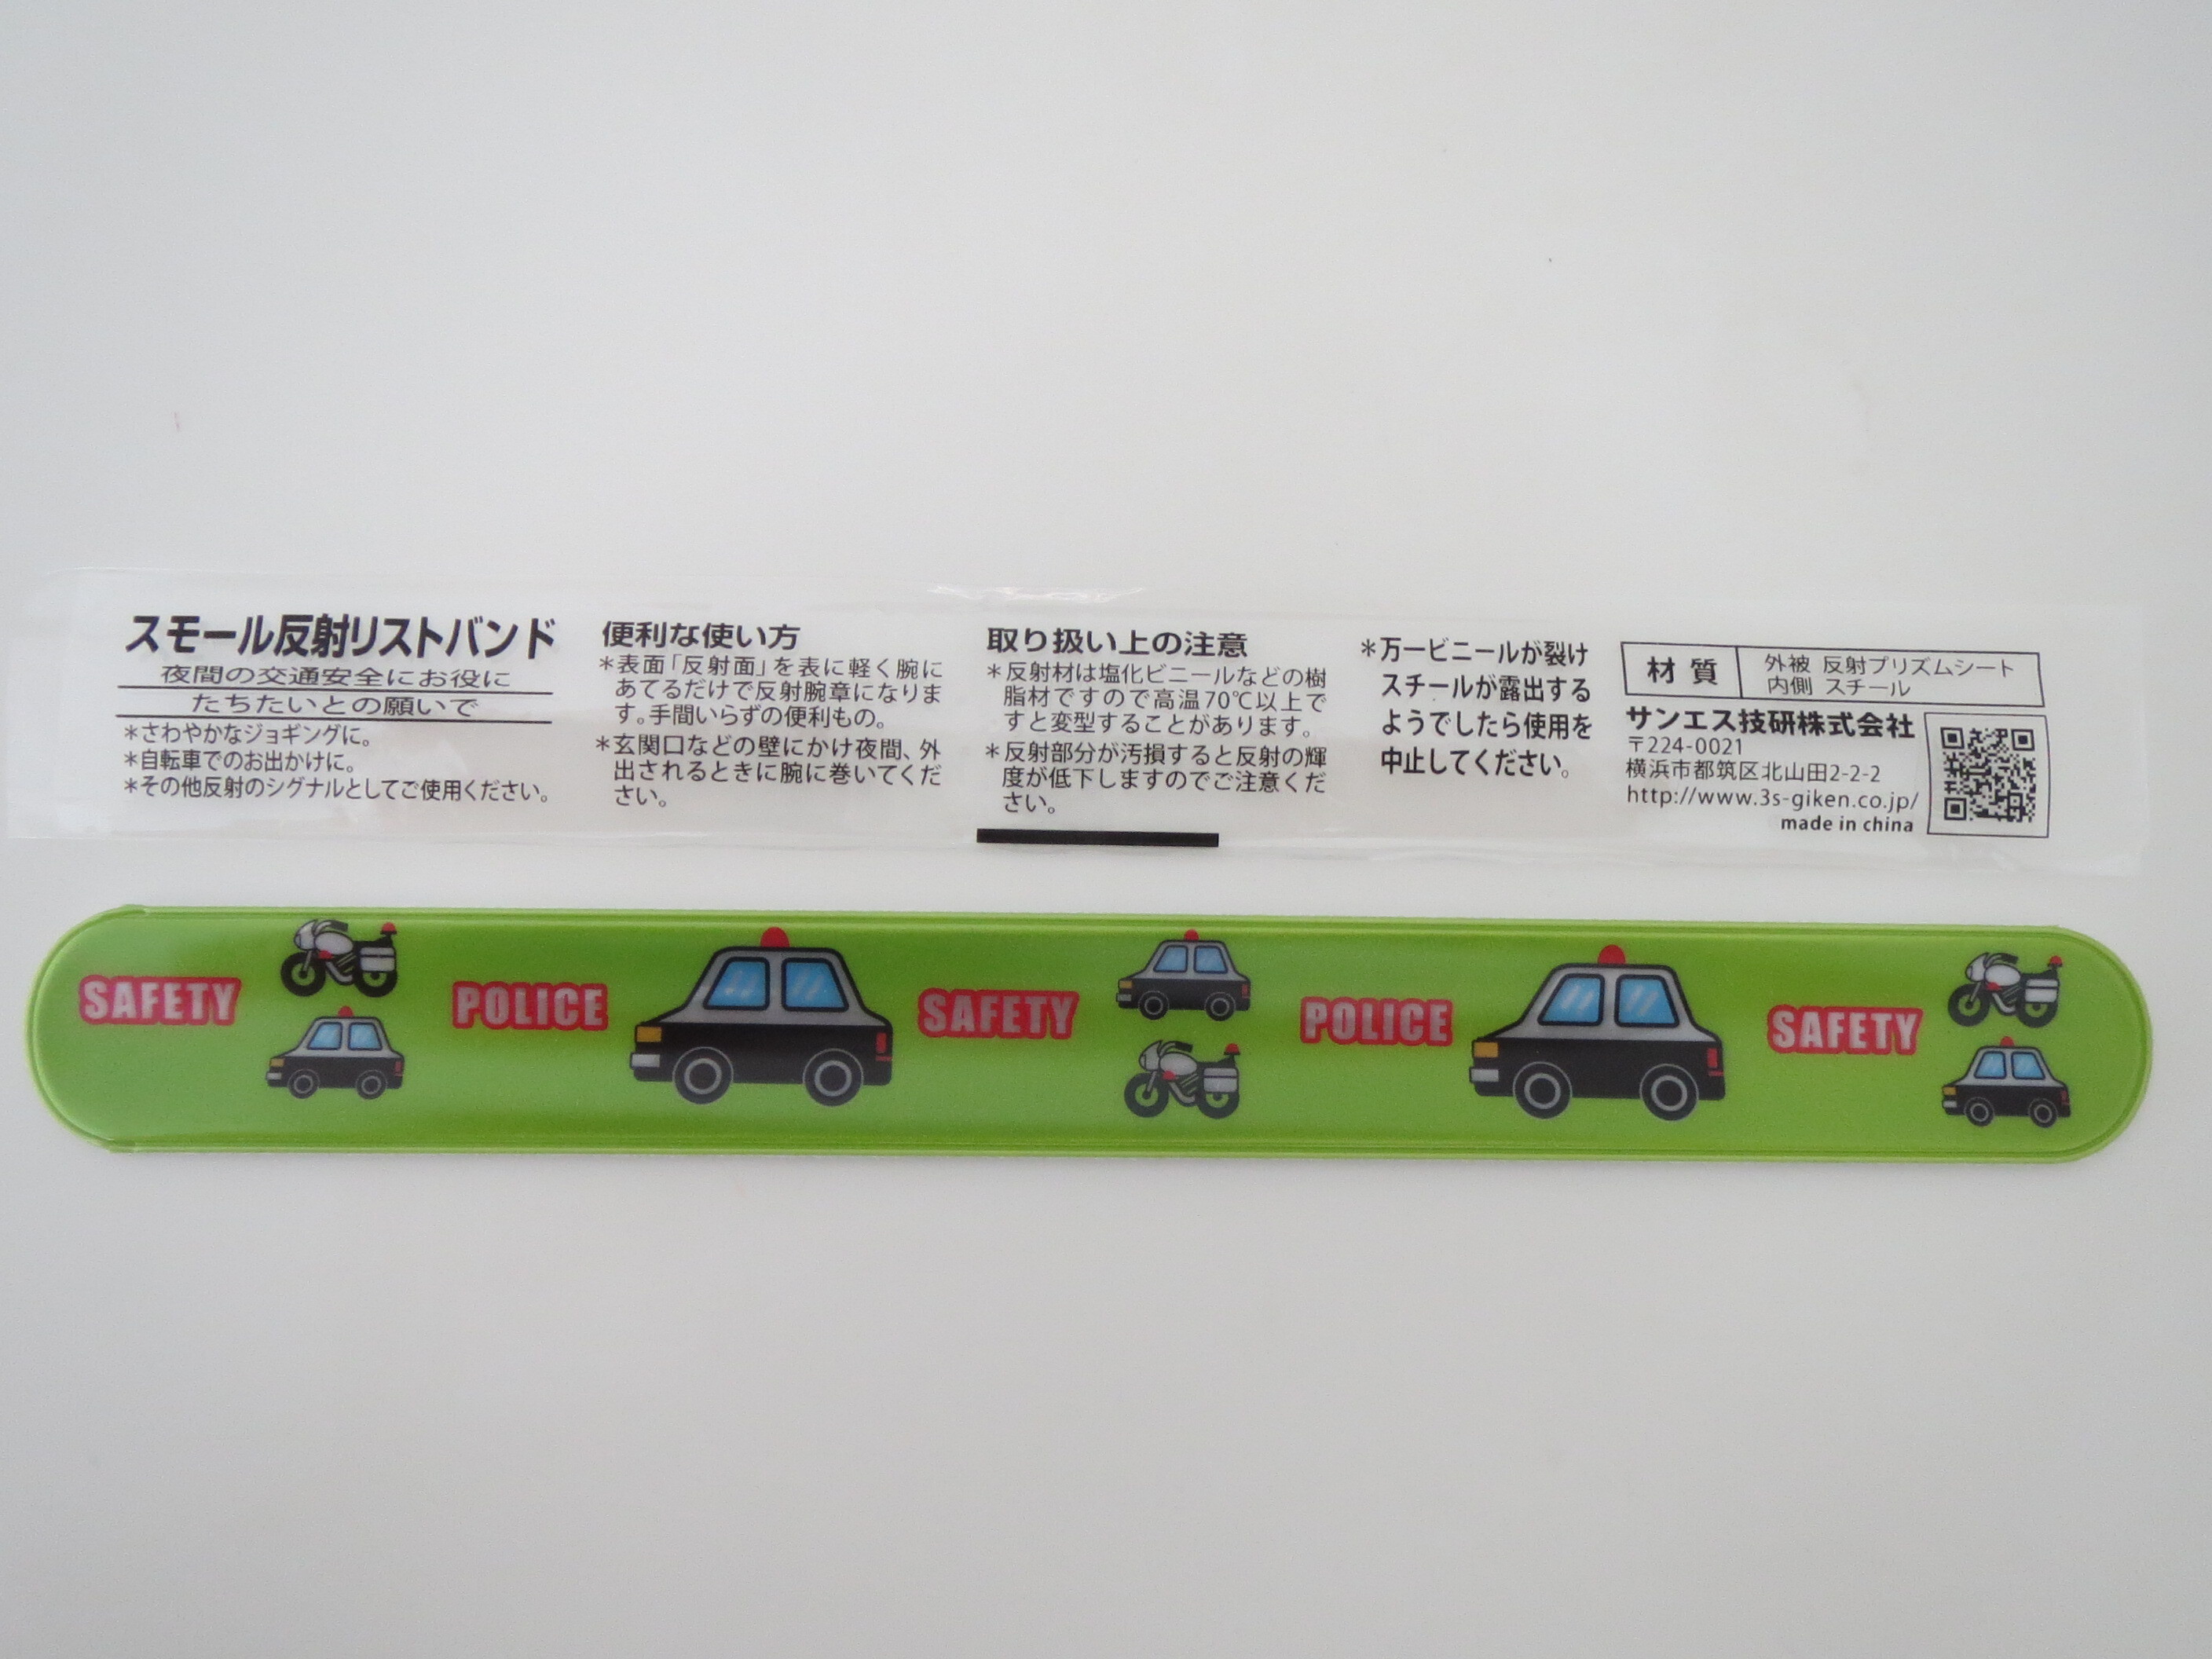 スモール反射リストバンド
夜間の交通安全にお役に
たちたいとの願いで
＊さわやかなジョギングに。
＊自転車でのお出かけに。
＊その他反射のシグナルとしてご使用ください。
便利な使い方
＊表面「反射面」を表に軽く腕に
あてるだけで反射腕章になりま
す。手間いらずの便利もの。
＊玄関口などの壁にかけ夜間、外
出されるときに腕に巻いてくだ
さい。
取り扱い上の注意
＊反射材は塩化ビニールなどの樹
脂材ですので高温70℃以上で
すと変型することがあります。
＊反射部分が汚損すると反射の輝
度が低下しますのでご注意くだ
さい。
＊万一ビニールが裂け
スチールが露出する
ようでしたら使用を
中止してください。
材質
外被 反射プリズムシート
内側 スチール
サンエス技研株式会社
〒224-0021
横浜市都筑区北山田2-2-2
http://www.3s-giken.co.jp/
made in china
SAFETY
POLICE
SAFETY
POLICE
SAFETY